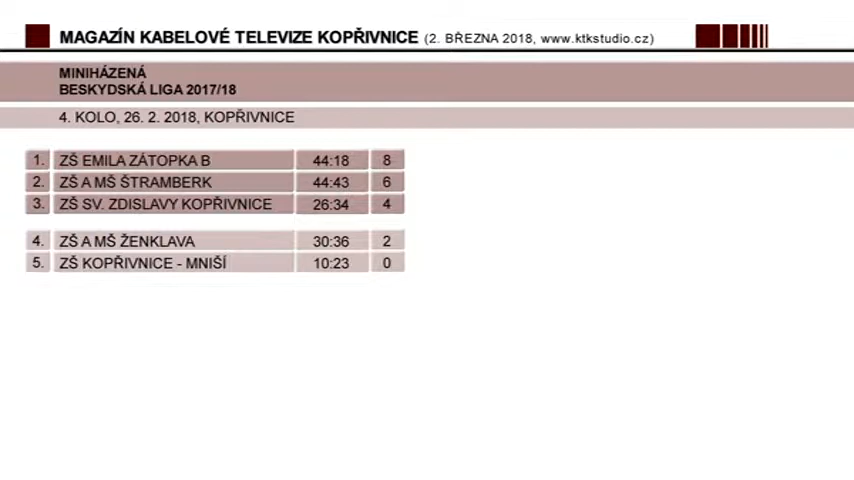 MAGAZÍN KABELOVÉ TELEVIZE KOPŘIVNICE (2. BŘEZNA 2018, www.ktkstudio.cz)
MINIHÁZENÁ
BESKYDSKÁ LIGA 2017/18
4. KOLO, 26. 2. 2018, KOPŘIVNICE
1. ZŠ EMILA ZÁTOPKA B 44:18 8
2. ZŠ A MŠ ŠTRAMBERK 44:43 6
3. ZŠ SV. ZDISLAVY KOPŘIVNICE 26:34 4
4. ZŠ A MŠ ŽENKLAVA 30:36 2
5. ZŠ KOPŘIVNICE - MNIŠÍ 10:23 0